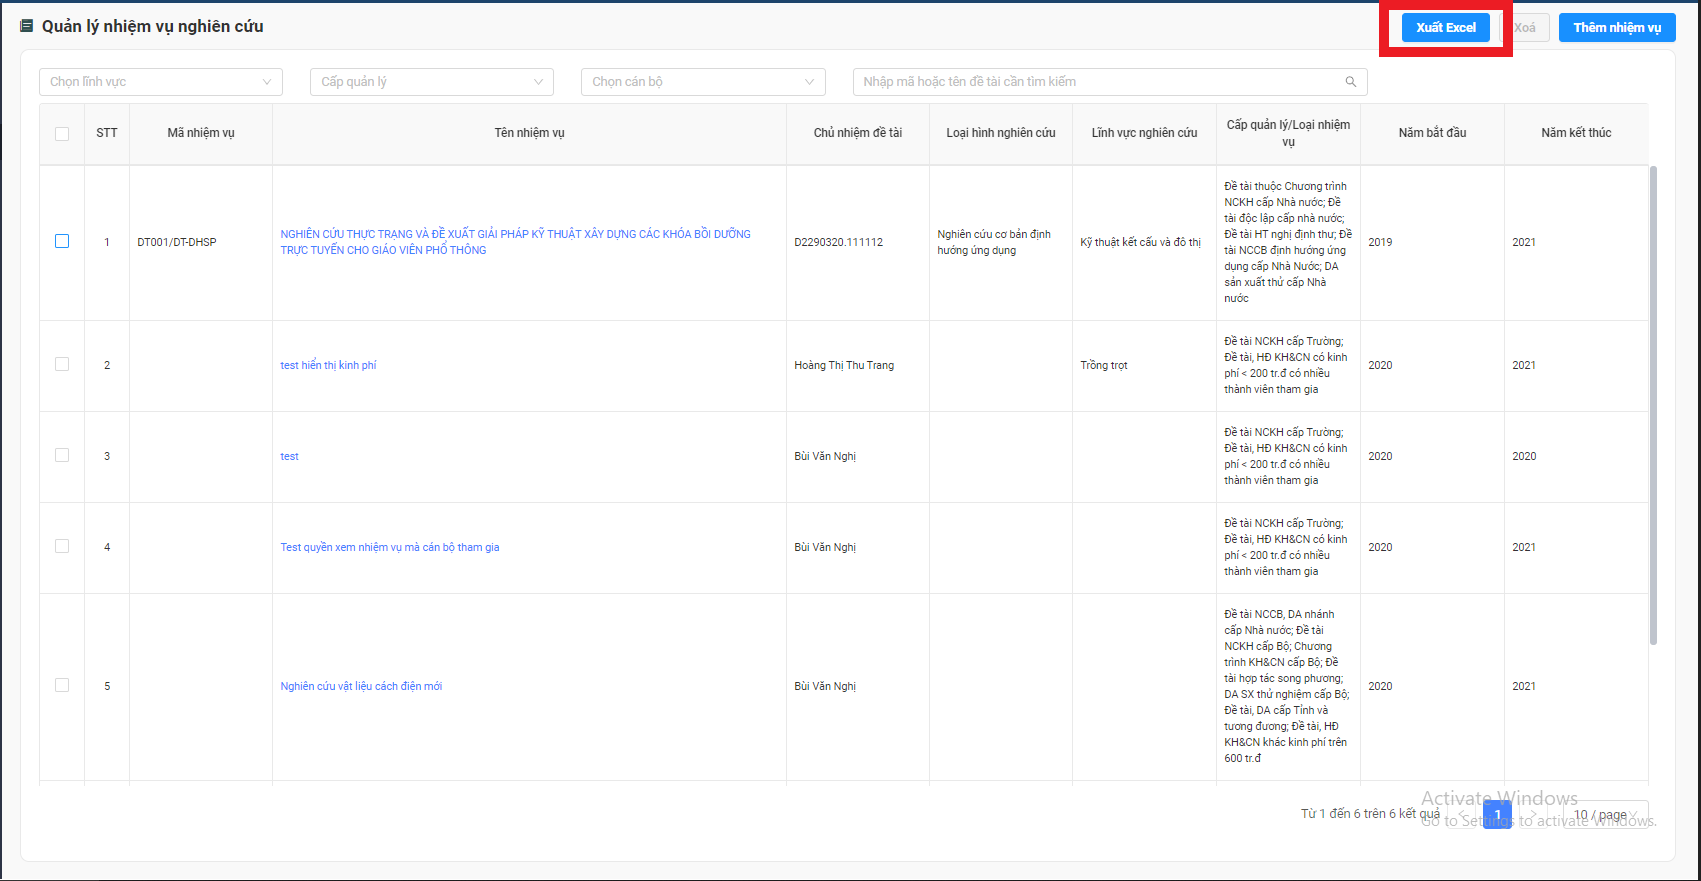 Quản lý nhiệm vụ nghiên cứu
Xuất Excel
Xoá
Thêm nhiệm vụ
Chọn lĩnh vực
Cấp quản lý
Chọn cán bộ
Nhập mã hoặc tên đề tài cần tìm kiếm
STT
Mã nhiệm vụ
Tên nhiệm vụ
Chủ nhiệm đề tài
Loại hình nghiên cứu
Lĩnh vực nghiên cứu
Cấp quản lý/Loại nhiệm
vụ
Năm bắt đầu
Năm kết thúc
1
DT001/DT-DHSP
NGHIÊN CỨU THỰC TRẠNG VÀ ĐỀ XUẤT GIẢI PHÁP KỸ THUẬT XÂY DỰNG CÁC KHÓA BỒI DƯỠNG
TRỰC TUYẾN CHO GIÁO VIÊN PHỔ THÔNG
D2290320.111112
Nghiên cứu cơ bản định
hướng ứng dụng
Kỹ thuật kết cấu và đô thị
Đề tài thuộc Chương trình
NCKH cấp Nhà nước; Đề
tài độc lập cấp nhà nước;
Đề tài HT nghị định thư; Đề
tài NCCB định hướng ứng
dụng cấp Nhà Nước; DA
sản xuất thử cấp Nhà
nước
2019
2021
2
test hiển thị kinh phí
Hoàng Thị Thu Trang
Trồng trọt
Đề tài NCKH cấp Trường;
Đề tài, HĐ KH&CN có kinh
phí < 200 tr.đ có nhiều
thành viên tham gia
2020
2021
3
test
Bùi Văn Nghị
Đề tài NCKH cấp Trường;
Đề tài, HĐ KH&CN có kinh
phí < 200 tr.đ có nhiều
thành viên tham gia
2020
2020
4
Test quyền xem nhiệm vụ mà cán bộ tham gia
Bùi Văn Nghị
Đề tài NCKH cấp Trường;
Đề tài, HĐ KH&CN có kinh
phí < 200 tr.đ có nhiều
thành viên tham gia
2020
2021
5
Nghiên cứu vật liệu cách điện mới
Bùi Văn Nghị
Đề tài NCCB, DA nhánh
cấp Nhà nước; Đề tài
NCKH cấp Bộ; Chương
trình KH&CN cấp Bộ; Đề
tài hợp tác song phương;
DA SX thử nghiệm cấp Bộ;
Đề tài, DA cấp Tỉnh và
tương đương; Đề tài, HĐ
KH&CN khác kinh phí trên
600 tr.đ
2020
2021
Từ 1 đến 6 trên 6 kết quả
1
10 / page
Activate Windows
Go to Settings to activate Windows.